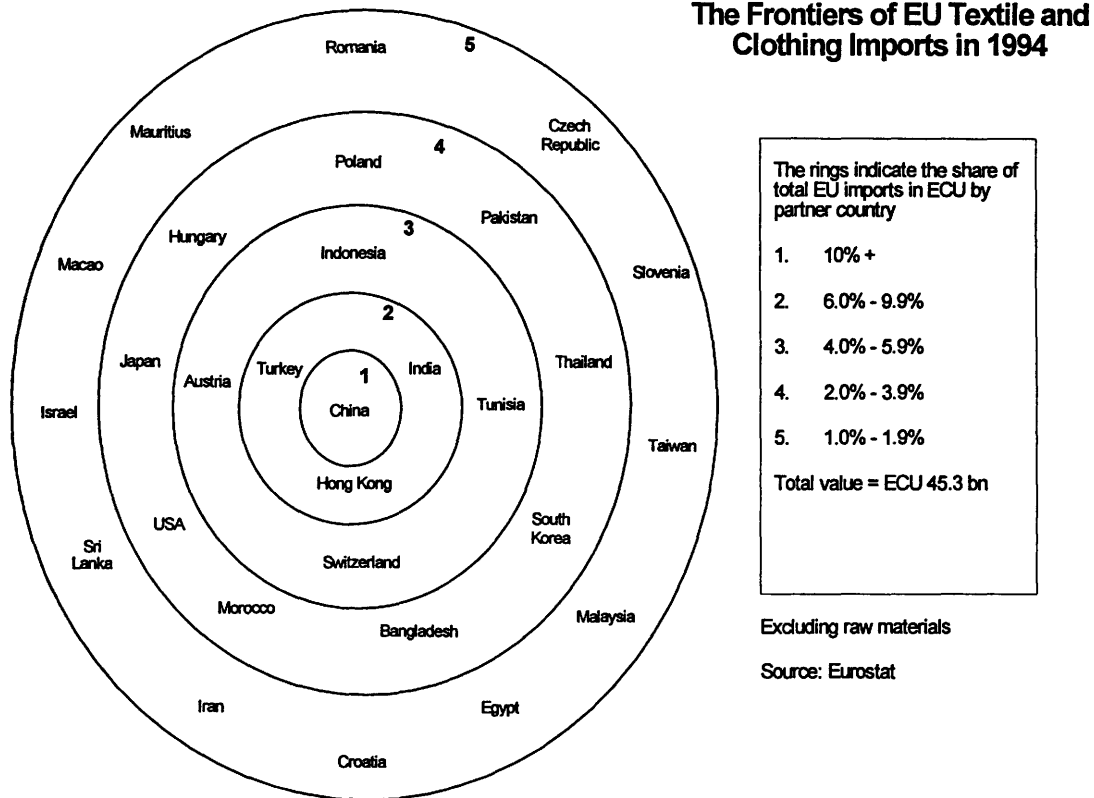 The Frontiers of EU Textile and
Clothing Imports in 1994
Romania
5
Mauritius
Czech
Republic
4
Poland
Pakistan
Hungary
3
Indonesia
Macao
Slovenia
2
Japan
Thailand
Turkey
India
Austria
1
China
Tunisia
Israel
Taiwan
Hong Kong
USA
South
Korea
Sri
Lanka
Switzerland
Morocco
Bangladesh
Malaysia
Iran
Egypt
Croatia
The rings indicate the share of
total EU imports in ECU by
partner country
1. 10% +
2. 6.0% - 9.9%
3. 4.0% - 5.9%
4. 2.0% - 3.9%
5. 1.0% - 1.9%
Total value = ECU 45.3 bn
Excluding raw materials
Source: Eurostat